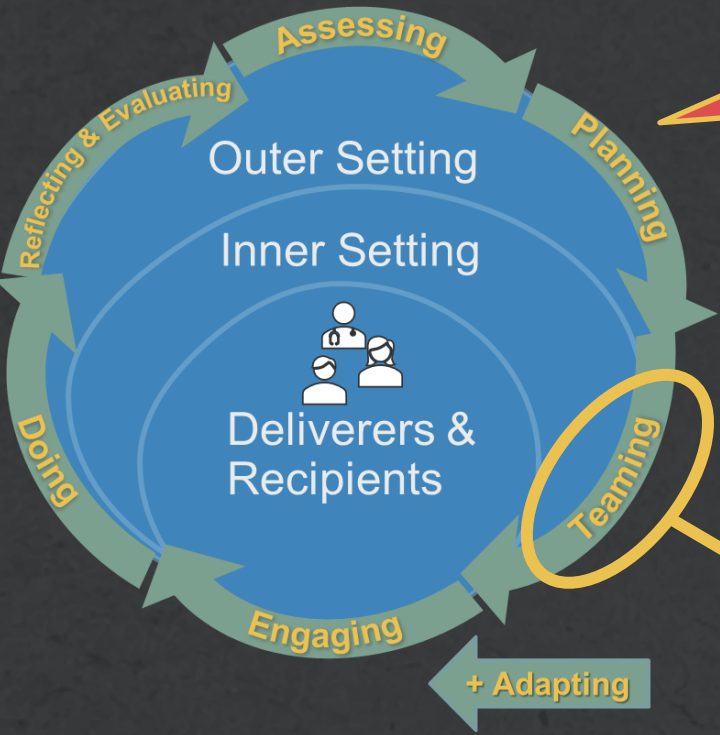 Assessing
Planning
Reflecting & Evaluating
Outer Setting
Inner Setting
Deliverers &
Recipients
Doing
Teaming
Engaging
+ Adapting